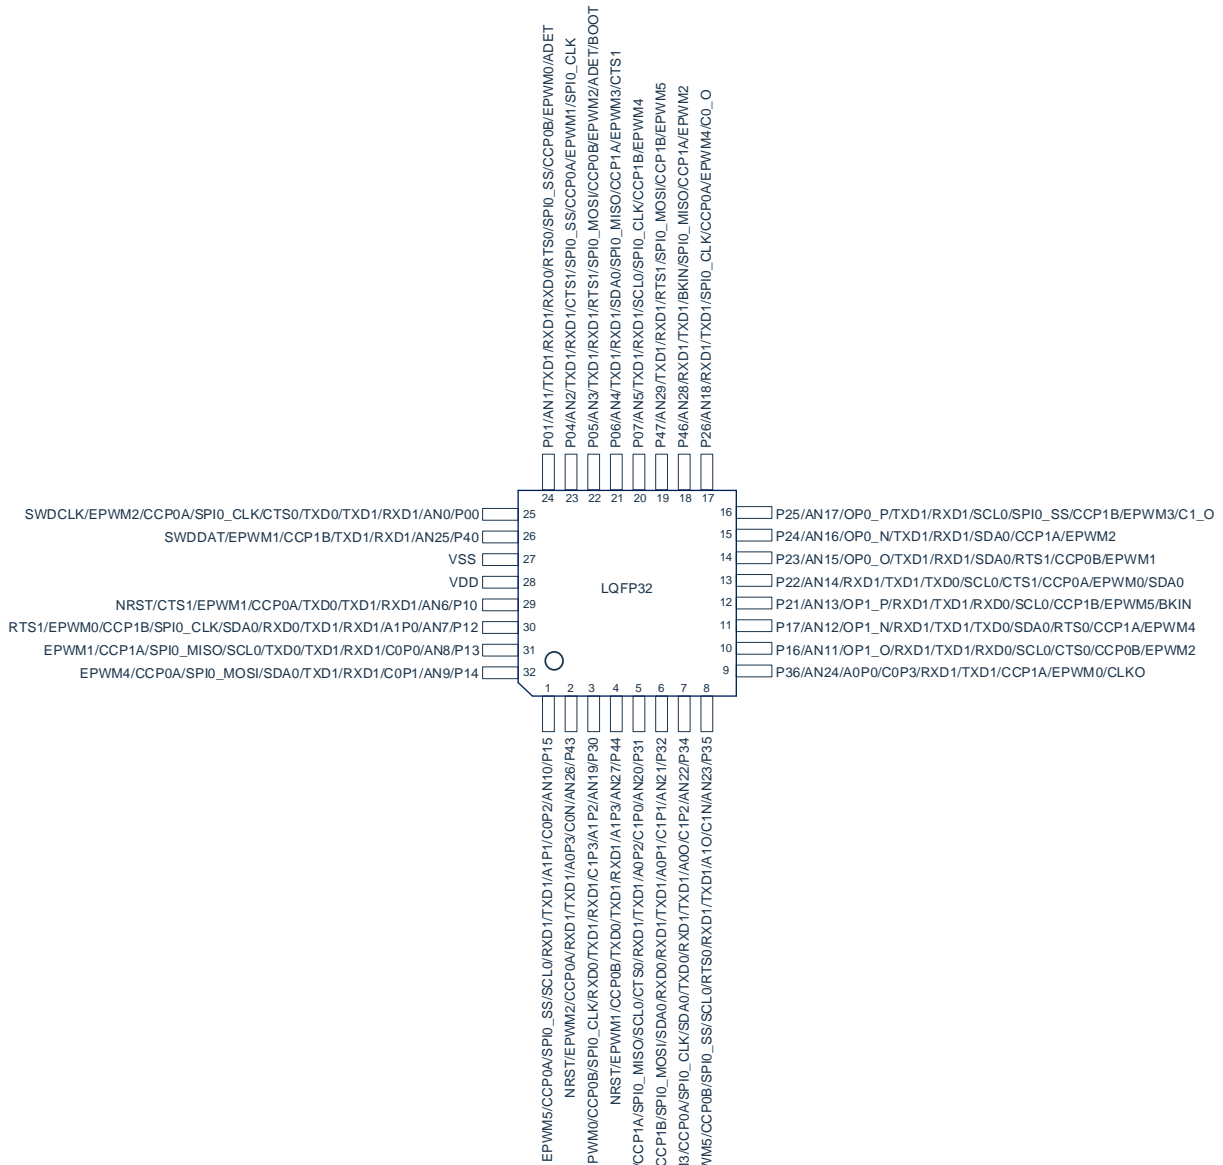 P01/AN1/TXD1/RXD1/RXD0/RTS0/SPI0_SS/CCP0B/EPWM0/ADET
P04/AN2/TXD1/RXD1/CTS1/SPI0_SS/CCP0A/EPWM1/SPI0_CLK
P05/AN3/TXD1/RXD1/RTS1/SPI0_MOSI/CCP0B/EPWM2/ADET/BOOT
P06/AN4/TXD1/RXD1/SDA0/SPI0_MISO/CCP1A/EPWM3/CTS1
P07/AN5/TXD1/RXD1/SCL0/SPI0_CLK/CCP1B/EPWM4
P47/AN29/TXD1/RXD1/RTS1/SPI0_MOSI/CCP1B/EPWM5
P46/AN28/RXD1/TXD1/BKIN/SPI0_MISO/CCP1A/EPWM2
P26/AN18/RXD1/TXD1/SPI0_CLK/CCP0A/EPWM4/C0_O
24 23 22 21 20 19 18 17
SWDCLK/EPWM2/CCP0A/SPI0_CLK/CTS0/TXD0/TXD1/RXD1/AN0/P00 25
SWDDAT/EPWM1/CCP1B/TXD1/RXD1/AN25/P40 26
VSS 27
VDD 28
NRST/CTS1/EPWM1/CCP0A/TXD0/TXD1/RXD1/AN6/P10 29
RTS1/EPWM0/CCP1B/SPI0_CLK/SDA0/RXD0/TXD1/RXD1/A1P0/AN7/P12 30
EPWM1/CCP1A/SPI0_MISO/SCL0/TXD0/TXD1/RXD1/C0P0/AN8/P13 31
EPWM4/CCP0A/SPI0_MOSI/SDA0/TXD1/RXD1/C0P1/AN9/P14 32
LQFP32
16 P25/AN17/OP0_P/TXD1/RXD1/SCL0/SPI0_SS/CCP1B/EPWM3/C1_O
15 P24/AN16/OP0_N/TXD1/RXD1/SDA0/CCP1A/EPWM2
14 P23/AN15/OP0_O/TXD1/RXD1/SDA0/RTS1/CCP0B/EPWM1
13 P22/AN14/RXD1/TXD1/TXD0/SCL0/CTS1/CCP0A/EPWM0/SDA0
12 P21/AN13/OP1_P/RXD1/TXD1/RXD0/SCL0/CCP1B/EPWM5/BKIN
11 P17/AN12/OP1_N/RXD1/TXD1/TXD0/SDA0/RTS0/CCP1A/EPWM4
10 P16/AN11/OP1_O/RXD1/TXD1/RXD0/SCL0/CTS0/CCP0B/EPWM2
9 P36/AN24/A0P0/C0P3/RXD1/TXD1/CCP1A/EPWM0/CLKO
1 2 3 4 5 6 7 8
EPWM5/CCP0A/SPI0_SS/SCL0/RXD1/TXD1/A1P1/C0P2/AN10/P15
NRST/EPWM2/CCP0A/RXD1/TXD1/A0P3/C0N/AN26/P43
PWM0/CCP0B/SPI0_CLK/RXD0/TXD1/RXD1/C1P3/A1P2/AN19/P30
NRST/EPWM1/CCP0B/TXD0/TXD1/RXD1/A1P3/AN27/P44
/CCP1A/SPI0_MISO/SCL0/CTS0/RXD1/TXD1/A0P2/C1P0/AN20/P31
CCP1B/SPI0_MOSI/SDA0/RXD0/RXD1/TXD1/A0P1/C1P1/AN21/P32
/CCP0A/SPI0_CLK/SDA0/TXD0/RXD1/TXD1/A0O/C1P2/AN22/P34
/CCP0B/SPI0_SS/SCL0/RTS0/RXD1/TXD1/A1O/C1N/AN23/P35